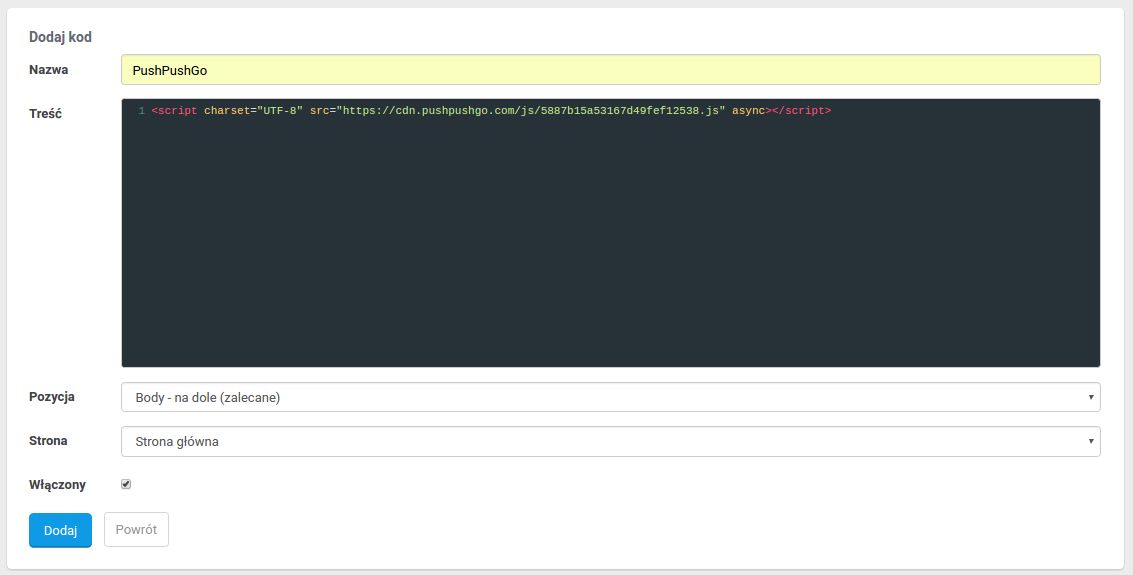 Dodaj kod
Nazwa
PushPushGo
Treść
1 <script charset="UTF-8" src="https://cdn.pushpushgo.com/js/5887b15a53167d49fef12538.js" async></script>
Pozycja
Body - na dole (zalecane)
Strona
Strona główna
Włączony
Dodaj
Powrót